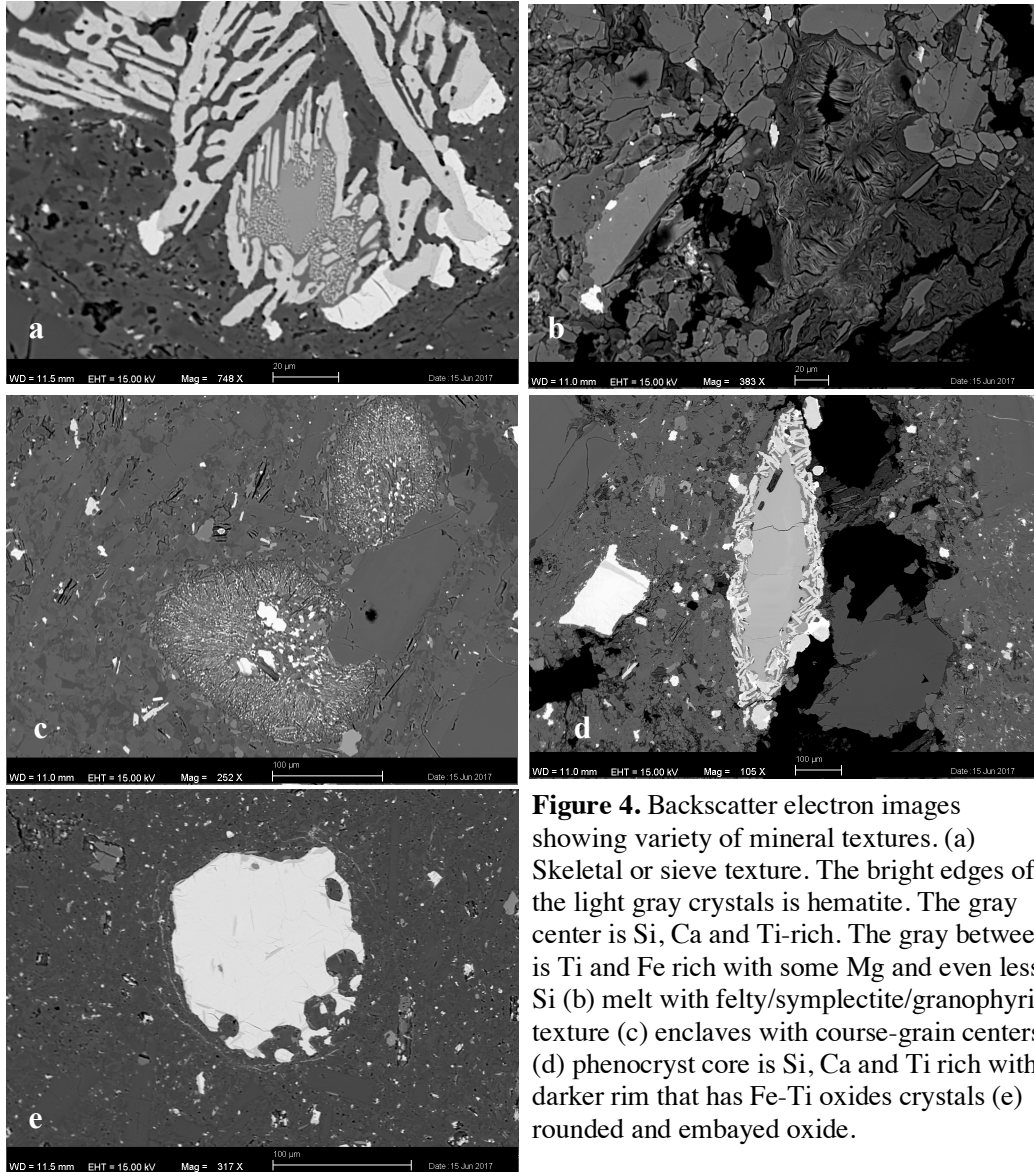 a
WD = 11.5 mm EHT = 15.00 kV Mag = 748 X 20 µm Date :15 Jun 2017
b
WD = 11.0 mm EHT = 15.00 kV Mag = 383 X 20 µm Date :15 Jun 2017
c
WD = 11.0 mm EHT = 15.00 kV Mag = 252 X 100 µm Date :15 Jun 2017
d
WD = 11.0 mm EHT = 15.00 kV Mag = 105 X 100 µm Date :15 Jun 2017
e
WD = 11.5 mm EHT = 15.00 kV Mag = 317 X 100 µm Date :15 Jun 2017
Figure 4. Backscatter electron images
showing variety of mineral textures. (a)
Skeletal or sieve texture. The bright edges of
the light gray crystals is hematite. The gray
center is Si, Ca and Ti-rich. The gray betwee
is Ti and Fe rich with some Mg and even less
Si (b) melt with felty/symplectite/granophyri
texture (c) enclaves with course-grain centers
(d) phenocryst core is Si, Ca and Ti rich with
darker rim that has Fe-Ti oxides crystals (e)
rounded and embayed oxide.